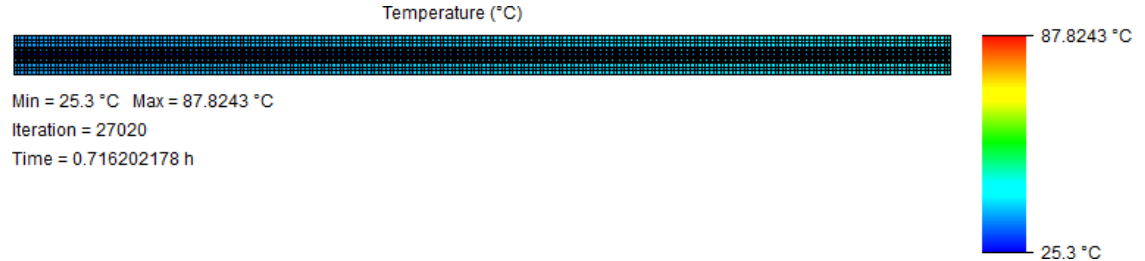 Temperature (°C)
87.8243 °C
Min = 25.3 °C   Max = 87.8243 °C
Iteration = 27020
Time = 0.716202178 h
25.3 °C